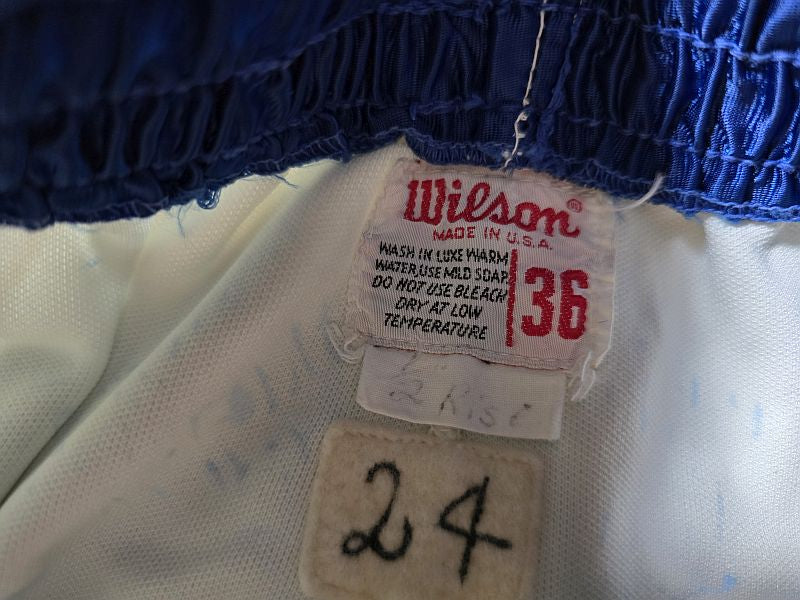 Wilson®
MADE IN U.S.A.
WASH IN LUXE WARM
WATER, USE MILD SOAP
DO NOT USE BLEACH
DRY AT LOW
TEMPERATURE
36
24